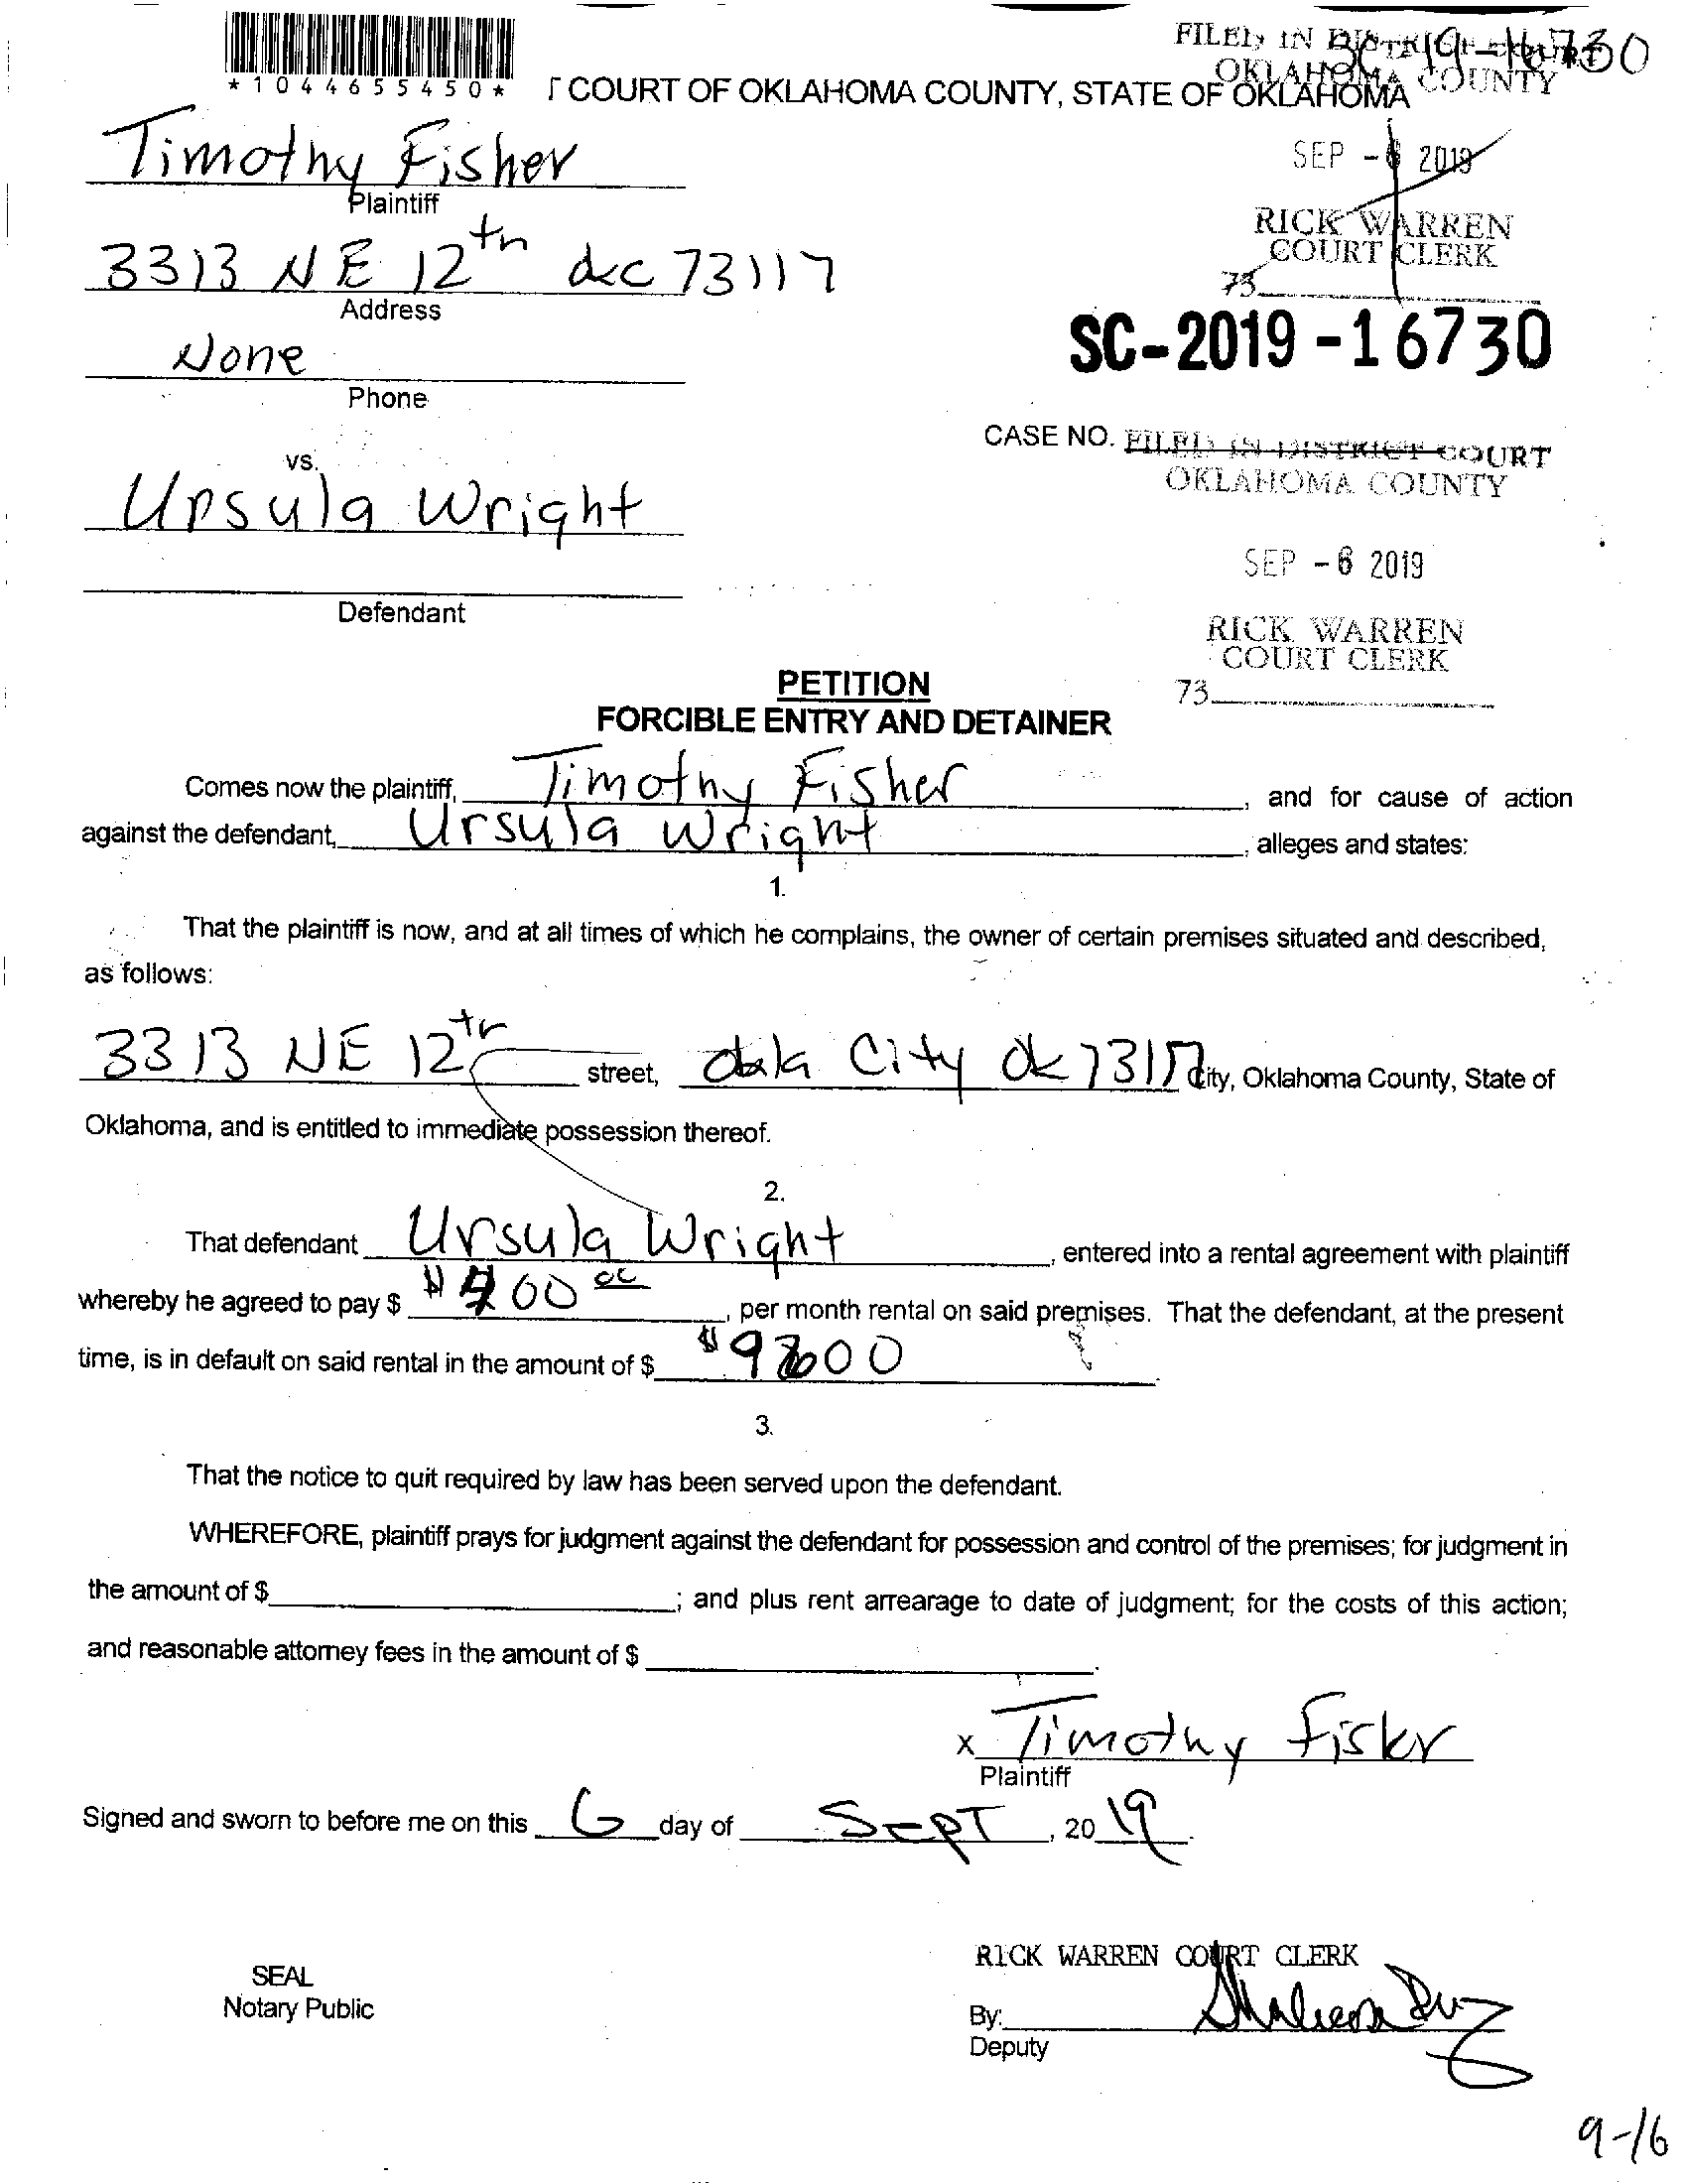 *1044655450*
COURT OF OKLAHOMA COUNTY, STATE OF OKLAHOMA
FILED IN DISTRICT COURT
OKLAHOMA COUNTY
19-16730
SEP -6 2019
RICK WARREN
COURT CLERK
73
Timothy Fisher
Plaintiff
3313 NE 12th okc 73117
Address
None
Phone
SC-2019-16730
CASE NO.
FILED IN DISTRICT COURT
OKLAHOMA COUNTY
SEP -6 2019
RICK WARREN
COURT CLERK
73
vs.
Ursula Wright
Defendant
PETITION
FORCIBLE ENTRY AND DETAINER
Comes now the plaintiff, Timothy Fisher, and for cause of action
against the defendant, Ursula Wright, alleges and states:
1.
That the plaintiff is now, and at all times of which he complains, the owner of certain premises situated and described,
as follows:
3313 NE 12th street, City Ok 73117 City, Oklahoma County, State of
Oklahoma, and is entitled to immediate possession thereof.
2.
That defendant Ursula Wright, entered into a rental agreement with plaintiff
whereby he agreed to pay $ , per month rental on said premises. That the defendant, at the present
time, is in default on said rental in the amount of $ .
3.
That the notice to quit required by law has been served upon the defendant.
WHEREFORE, plaintiff prays for judgment against the defendant for possession and control of the premises; for judgment in
the amount of $ ; and plus rent arrearage to date of judgment; for the costs of this action;
and reasonable attorney fees in the amount of $ .
x Timothy Fisher
Plaintiff
Signed and sworn to before me on this 6 day of SEPT, 2019.
RICK WARREN COURT CLERK
SEAL
Notary Public
By:
Deputy
9-16